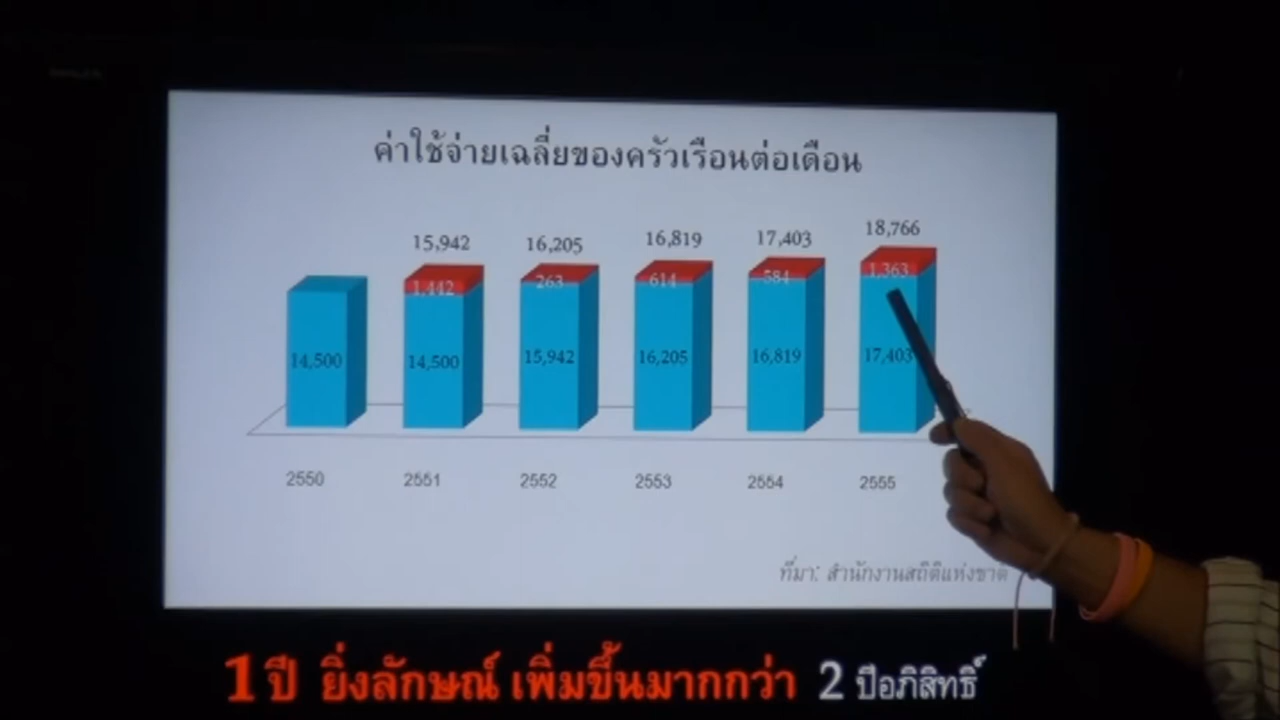 ค่าใช้จ่ายเฉลี่ยของครัวเรือนต่อเดือน
15,942 16,205 16,819 17,403 18,766
1,442 263 614 584 1,363
14,500 14,500 15,942 16,205 16,819 17,403
2550 2551 2552 2553 2554 2555
ที่มา: สำนักงานสถิติแห่งชาติ
1 ปี ยิ่งลักษณ์ เพิ่มขึ้นมากกว่า 2 ปีอภิสิทธิ์